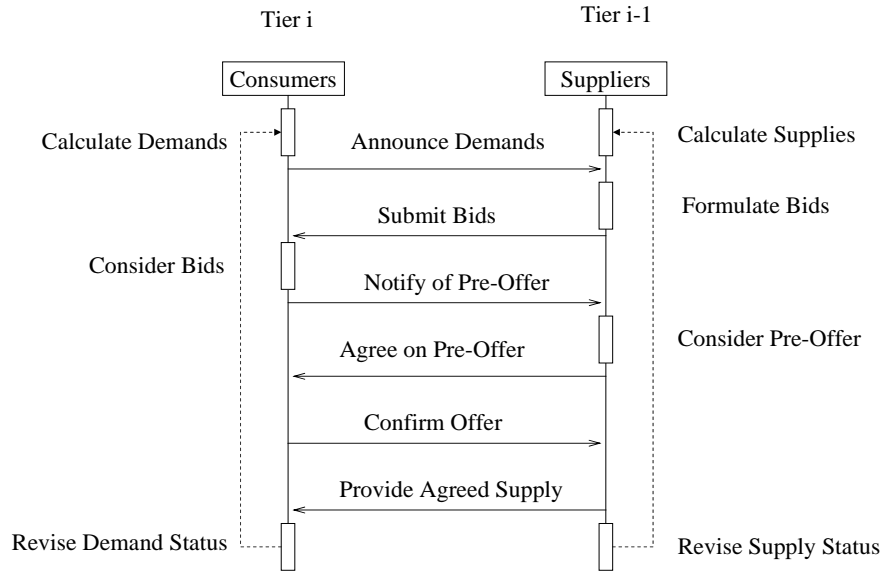 Tier i
Tier i-1
Consumers
Suppliers
Calculate Demands
Announce Demands
Calculate Supplies
Submit Bids
Formulate Bids
Consider Bids
Notify of Pre-Offer
Agree on Pre-Offer
Consider Pre-Offer
Confirm Offer
Provide Agreed Supply
Revise Demand Status
Revise Supply Status